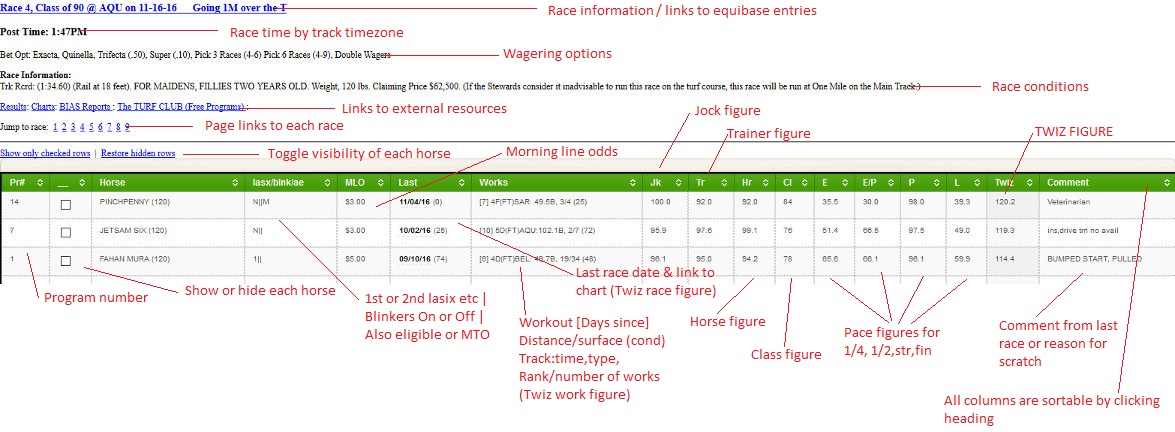 Race 4, Class of 90 @ AQU on 11-16-16 Going 1M over the T
Race information / links to equibase entries
Post Time: 1:47PM
Race time by track timezone
Bet Opt: Exacta, Quinella, Trifecta (.50), Super (.10), Pick 3 Races (4-6) Pick 6 Races (4-9), Double Wagers
Wagering options
Race Information:
Trk Rcrd: (1:34.60) (Rail at 18 feet). FOR MAIDENS, FILLIES TWO YEARS OLD. Weight, 120 lbs. Claiming Price $62,500. (If the Stewards consider it inadvisable to run this race on the turf course, this race will be run at One Mile on the Main Track.)
Race conditions
Results: Charts: BIAS Reports : The TURF CLUB (Free Programs) :
Links to external resources
Jump to race: 1 2 3 4 5 6 7 8 9
Page links to each race
Jock figure
Trainer figure
TWIZ FIGURE
Show only checked rows | Restore hidden rows
Toggle visibility of each horse
Morning line odds
Pr# __ Horse lasx/blnk/ae MLO Last Works Jk Tr Hr Cl E E/P P L Twiz Comment
14 PINCHPENNY (120) N||M $3.00 11/04/16 (0) [7] 4F(FT)SAR: 49.5B, 3/4 (25) 100.0 92.0 92.0 84 35.5 30.0 98.0 39.3 120.2 Veterinarian
7 JETSAM SIX (120) N|| $3.00 10/02/16 (25) [10] 5D(FT)AQU:102.1B, 2/7 (72) 95.9 97.6 99.1 76 51.4 66.5 97.5 49.0 119.3 ins,drive trn no avail
1 FAHAN MURA (120) 1|| $5.00 09/10/16 (74) [6] 4D(FT)BEL: 49.7B, 19/34 (48) 96.1 95.0 94.2 78 65.6 66.1 96.1 59.9 114.4 BUMPED START, PULLED
Program number
Show or hide each horse
1st or 2nd lasix etc |
Blinkers On or Off |
Also eligible or MTO
Last race date & link to
chart (Twiz race figure)
Workout [Days since]
Distance/surface (cond)
Track:time,type,
Rank/number of works
(Twiz work figure)
Horse figure
Class figure
Pace figures for
1/4, 1/2,str,fin
Comment from last
race or reason for
scratch
All columns are sortable by clicking
heading